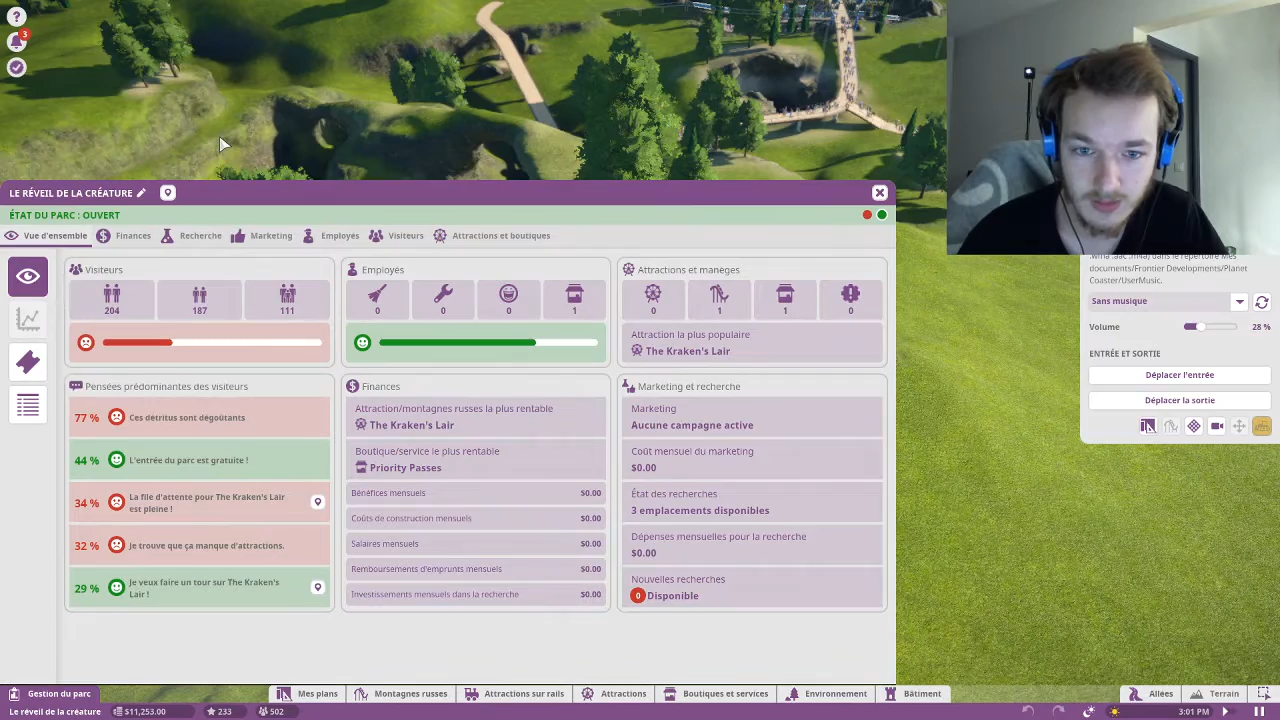 ?
3
LE RÉVEIL DE LA CRÉATURE
ÉTAT DU PARC : OUVERT
Vue d'ensemble
Finances
Recherche
Marketing
Employés
Visiteurs
Attractions et boutiques
Visiteurs
204
187
111
Employés
0
0
0
1
Attractions et manèges
0
1
1
0
Attraction la plus populaire
The Kraken's Lair
Pensées prédominantes des visiteurs
77 % Ces détritus sont dégoûtants
44 % L'entrée du parc est gratuite !
34 % La file d'attente pour The Kraken's Lair
est pleine !
32 % Je trouve que ça manque d'attractions.
29 % Je veux faire un tour sur The Kraken's
Lair !
Finances
Attraction/montagnes russes la plus rentable
The Kraken's Lair
Boutique/service le plus rentable
Priority Passes
Bénéfices mensuels $0.00
Coûts de construction mensuels $0.00
Salaires mensuels $0.00
Remboursements d'emprunts mensuels $0.00
Investissements mensuels dans la recherche $0.00
Marketing et recherche
Marketing
Aucune campagne active
Coût mensuel du marketing
$0.00
État des recherches
3 emplacements disponibles
Dépenses mensuelles pour la recherche
$0.00
Nouvelles recherches
0 Disponible
documents/Frontier Developments/Planet
Coaster/UserMusic.
Sans musique
Volume 28 %
ENTRÉE ET SORTIE
Déplacer l'entrée
Déplacer la sortie
Gestion du parc
Mes plans
Montagnes russes
Attractions sur rails
Attractions
Boutiques et services
Environnement
Bâtiment
Allées
Terrain
Le réveil de la créature
$11,253.00
233
502
3:01 PM